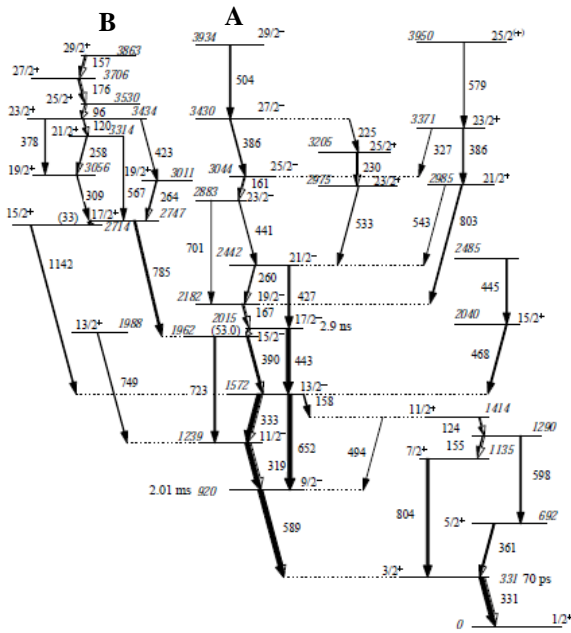 B A
29/2+ 3863 3934 29/2− 3950 25/2(+)
157
27/2+ 3706
176 504 579
25/2+ 3530
23/2+ 96 3434 3430 27/2− 3371 23/2+
120
21/2+ 3314 225
378 3205 25/2+ 327 386
258 423 386
19/2+ 3056 19/2+ 3011 3044 25/2− 230 2985 21/2+
161 2975 23/2+
309 567 264 2883 23/2−
15/2+ (33) 17/2+ 2747 533 543 803
2714 701 441
2442 21/2− 2485
1142 785 260 427 445
2182 19/2−
167
13/2+ 1988 2015 17/2− 2.9 ns 2040 15/2+
1962 (53.0) 15/2−
390 443 468
749 723 1572 13/2−
158 11/2+ 1414
333 124 1290
1239 11/2− 652 494 7/2+ 155 1135
319 598
2.01 ms 920 9/2−
804 5/2+ 692
589 361
3/2+ 331 70 ps
331
0 1/2+